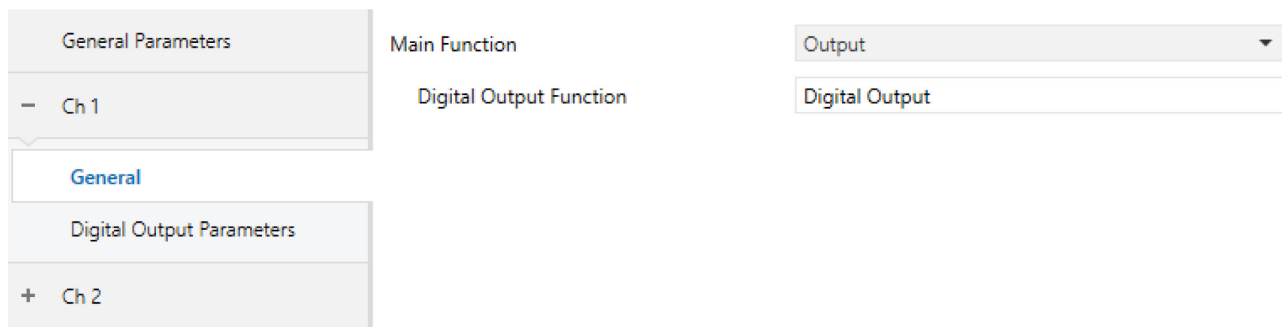 General Parameters
Main Function
Output
Ch 1
Digital Output Function
Digital Output
General
Digital Output Parameters
Ch 2